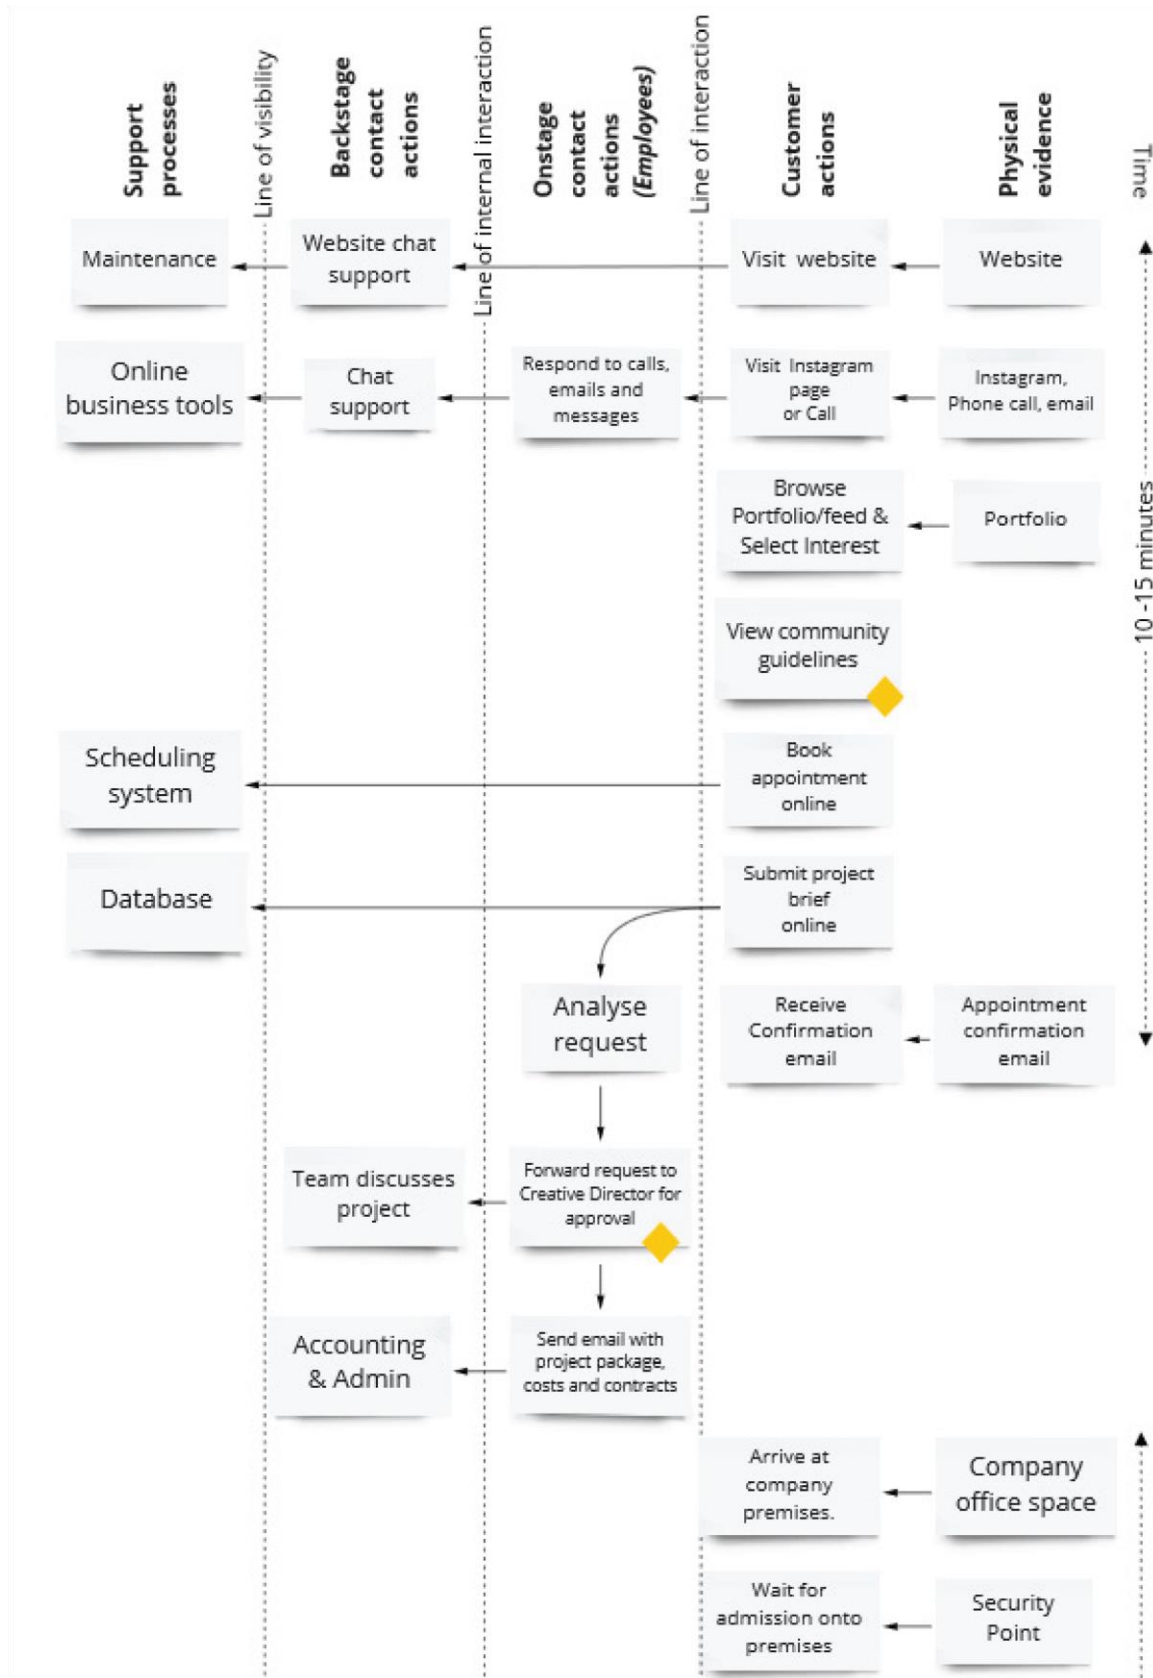 Support
processes
Line of visibility
Backstage
contact
actions
Line of internal interaction
Onstage
contact
actions
(Employees)
Line of interaction
Customer
actions
Physical
evidence
Time
Maintenance
Website chat
support
Visit website
Website
Online
business tools
Chat
support
Respond to calls,
emails and
messages
Visit Instagram
page
or Call
Instagram,
Phone call, email
Browse
Portfolio/feed &
Select Interest
Portfolio
10 -15 minutes
View community
guidelines
Scheduling
system
Book
appointment
online
Database
Submit project
brief
online
Analyse
request
Receive
Confirmation
email
Appointment
confirmation
email
Team discusses
project
Forward request to
Creative Director for
approval
Accounting
& Admin
Send email with
project package,
costs and contracts
Arrive at
company
premises.
Company
office space
Wait for
admission onto
premises
Security
Point